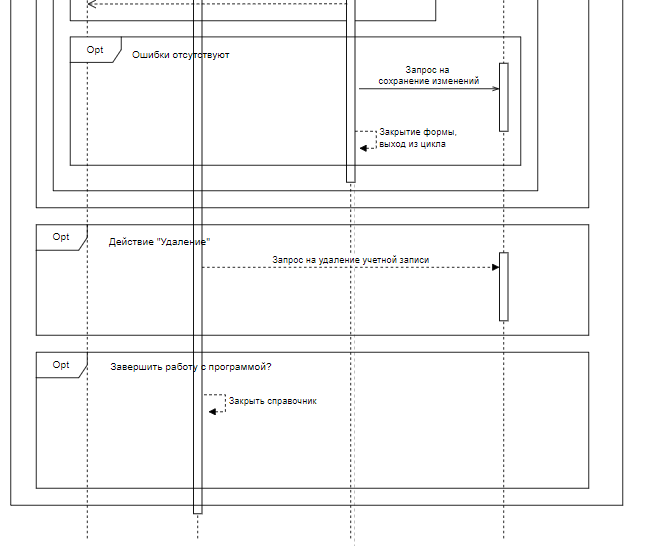 Opt
Ошибки отсутствуют
Запрос на
сохранение изменений
Закрытие формы,
выход из цикла
Opt
Действие "Удаление"
Запрос на удаление учетной записи
Opt
Завершить работу с программой?
Закрыть справочник